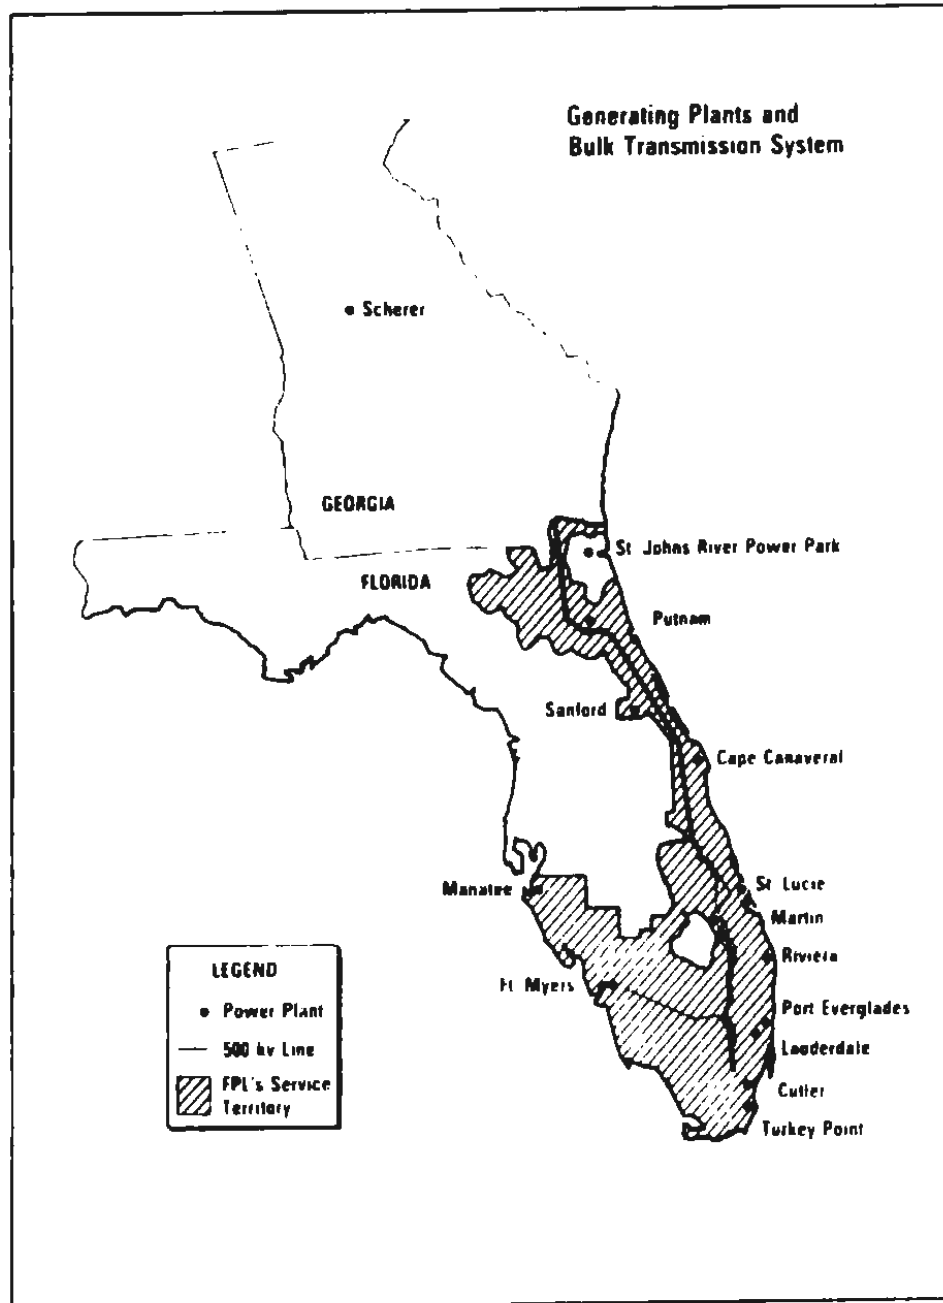 Generating Plants and
Bulk Transmission System
Scherer
GEORGIA
St Johns River Power Park
FLORIDA
Putnam
Sanford
Cape Canaveral
St. Lucie
Manatee
Martin
Riviera
Ft Myers
Port Everglades
Lauderdale
Cutler
Turkey Point
LEGEND
Power Plant
500 kv Line
FPL's Service
Territory